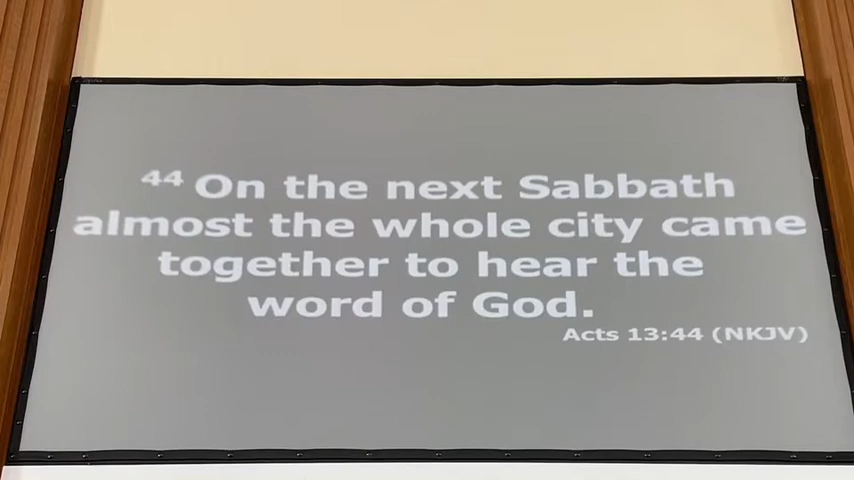 44 On the next Sabbath
almost the whole city came
together to hear the
word of God.
Acts 13:44 (NKJV)